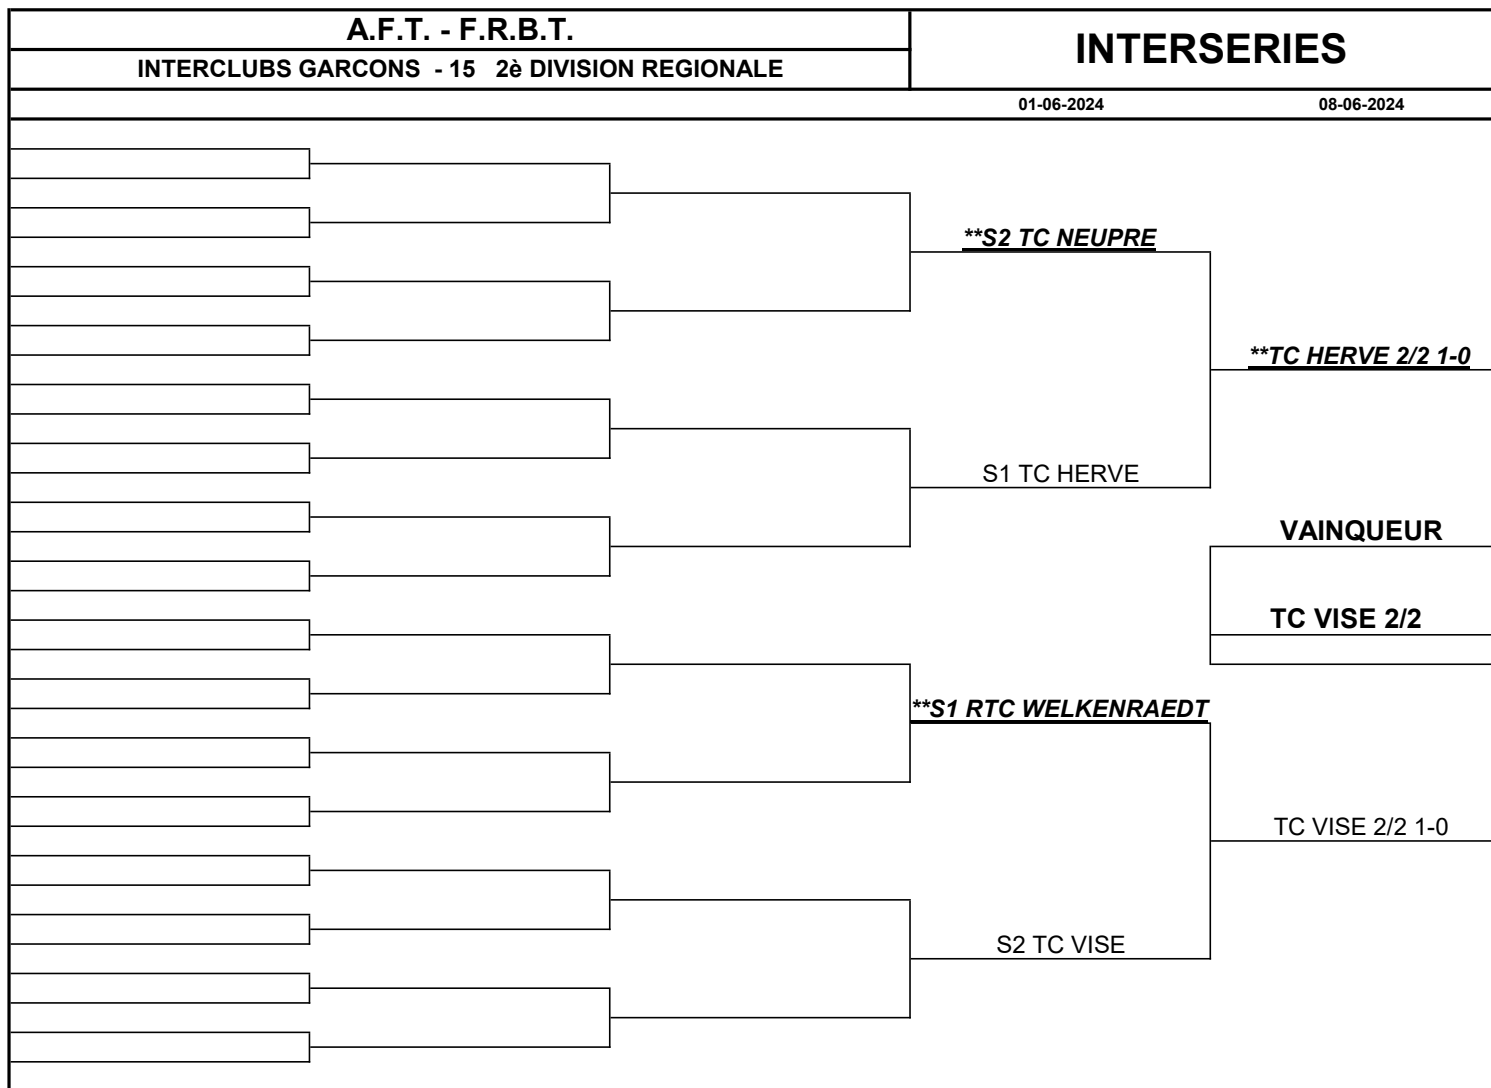 A.F.T. - F.R.B.T.
INTERSERIES
INTERCLUBS GARCONS - 15 2è DIVISION REGIONALE
01-06-2024 08-06-2024
**S2 TC NEUPRE
**TC HERVE 2/2 1-0
S1 TC HERVE
VAINQUEUR
TC VISE 2/2
**S1 RTC WELKENRAEDT
TC VISE 2/2 1-0
S2 TC VISE